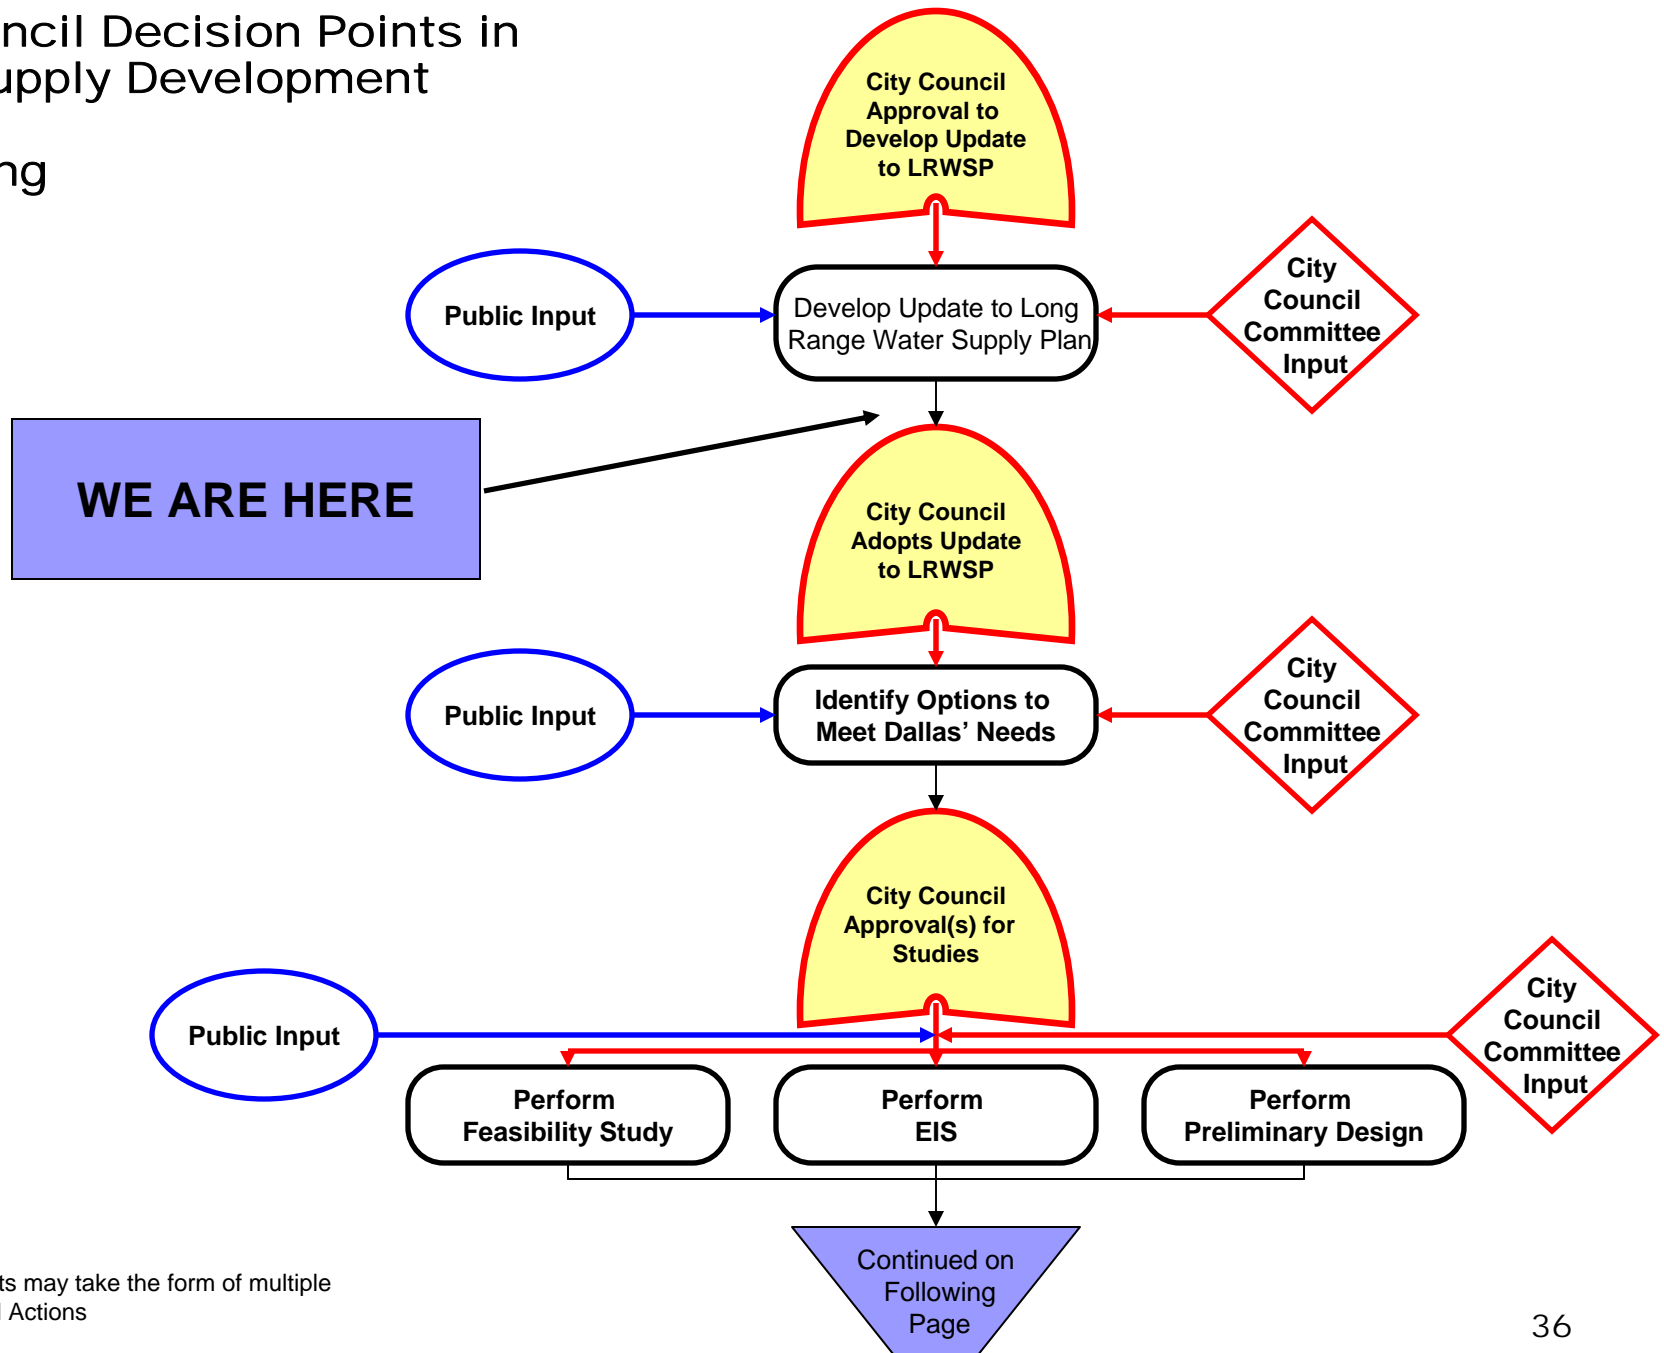 ncil Decision Points in
upply Development
ng
City Council
Approval to
Develop Update
to LRWSP
Public Input
Develop Update to Long
Range Water Supply Plan
City
Council
Committee
Input
WE ARE HERE
City Council
Adopts Update
to LRWSP
Public Input
Identify Options to
Meet Dallas’ Needs
City
Council
Committee
Input
City Council
Approval(s) for
Studies
Public Input
City
Council
Committee
Input
Perform
Feasibility Study
Perform
EIS
Perform
Preliminary Design
Continued on
Following
Page
ts may take the form of multiple
Actions
36